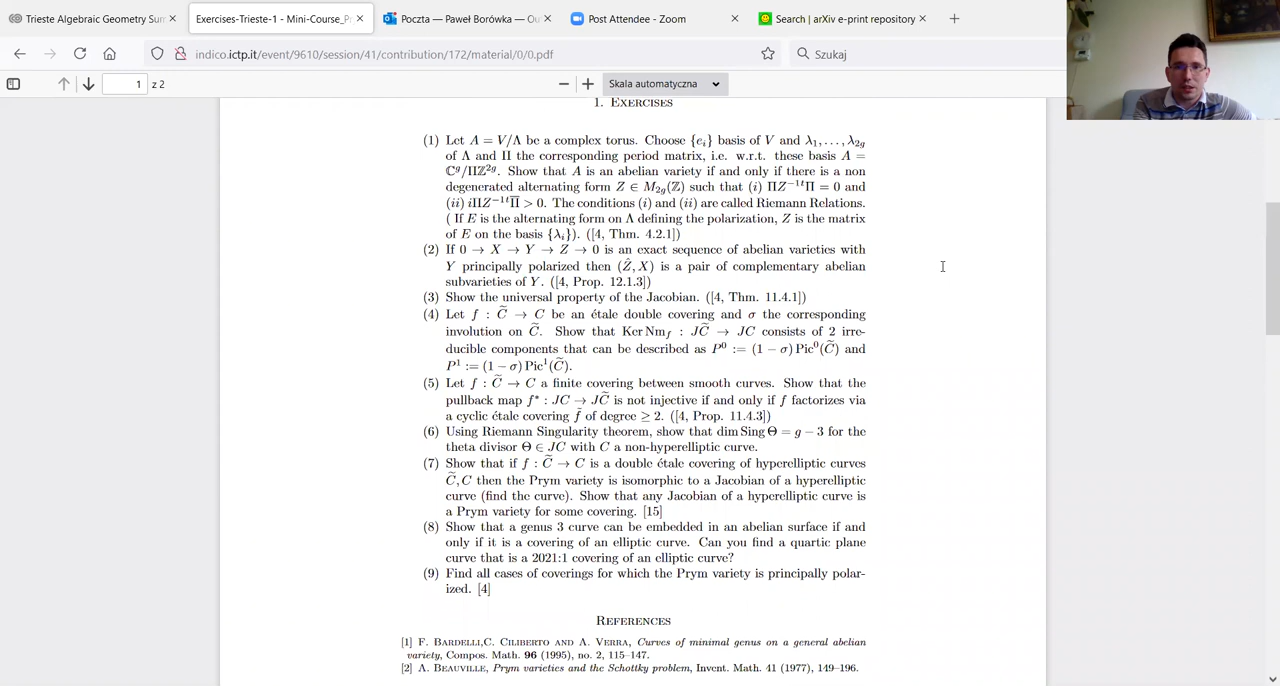 Trieste Algebraic Geometry Sum
Exercises-Trieste-1 - Mini-Course_P
Poczta — Paweł Borówka — Ou
Post Attendee - Zoom
Search | arXiv e-print repository
indico.ictp.it/event/9610/session/41/contribution/172/material/0/0.pdf
Szukaj
1 z 2
Skala automatyczna
1. Exercises
(1) Let A = V/Λ be a complex torus. Choose {eᵢ} basis of V and λ₁, . . . , λ₂g
of Λ and Π the corresponding period matrix, i.e. w.r.t. these basis A =
ℂᵍ/Πℤ²ᵍ. Show that A is an abelian variety if and only if there is a non
degenerated alternating form Z ∈ M₂g(ℤ) such that (i) ΠZ⁻¹ᵗΠ = 0 and
(ii) iΠZ⁻¹ᵗΠ̅ > 0. The conditions (i) and (ii) are called Riemann Relations.
( If E is the alternating form on Λ defining the polarization, Z is the matrix
of E on the basis {λᵢ}). ([4, Thm. 4.2.1])
(2) If 0 → X → Y → Z → 0 is an exact sequence of abelian varieties with
Y principally polarized then (Ẑ, X) is a pair of complementary abelian
subvarieties of Y. ([4, Prop. 12.1.3])
(3) Show the universal property of the Jacobian. ([4, Thm. 11.4.1])
(4) Let f : C̃ → C be an étale double covering and σ the corresponding
involution on C̃. Show that Ker Nm_f : JC̃ → JC consists of 2 irre-
ducible components that can be described as P⁰ := (1 − σ) Pic⁰(C̃) and
P¹ := (1 − σ) Pic¹(C̃).
(5) Let f : C̃ → C a finite covering between smooth curves. Show that the
pullback map f* : JC → JC̃ is not injective if and only if f factorizes via
a cyclic étale covering f̃ of degree ≥ 2. ([4, Prop. 11.4.3])
(6) Using Riemann Singularity theorem, show that dim Sing Θ = g − 3 for the
theta divisor Θ ∈ JC with C a non-hyperelliptic curve.
(7) Show that if f : C̃ → C is a double étale covering of hyperelliptic curves
C̃, C then the Prym variety is isomorphic to a Jacobian of a hyperelliptic
curve (find the curve). Show that any Jacobian of a hyperelliptic curve is
a Prym variety for some covering. [15]
(8) Show that a genus 3 curve can be embedded in an abelian surface if and
only if it is a covering of an elliptic curve. Can you find a quartic plane
curve that is a 2021:1 covering of an elliptic curve?
(9) Find all cases of coverings for which the Prym variety is principally polar-
ized. [4]
References
[1] F. Bardelli,C. Ciliberto and A. Verra, Curves of minimal genus on a general abelian
variety, Compos. Math. 96 (1995), no. 2, 115–147.
[2] A. Beauville, Prym varieties and the Schottky problem, Invent. Math. 41 (1977), 149–196.